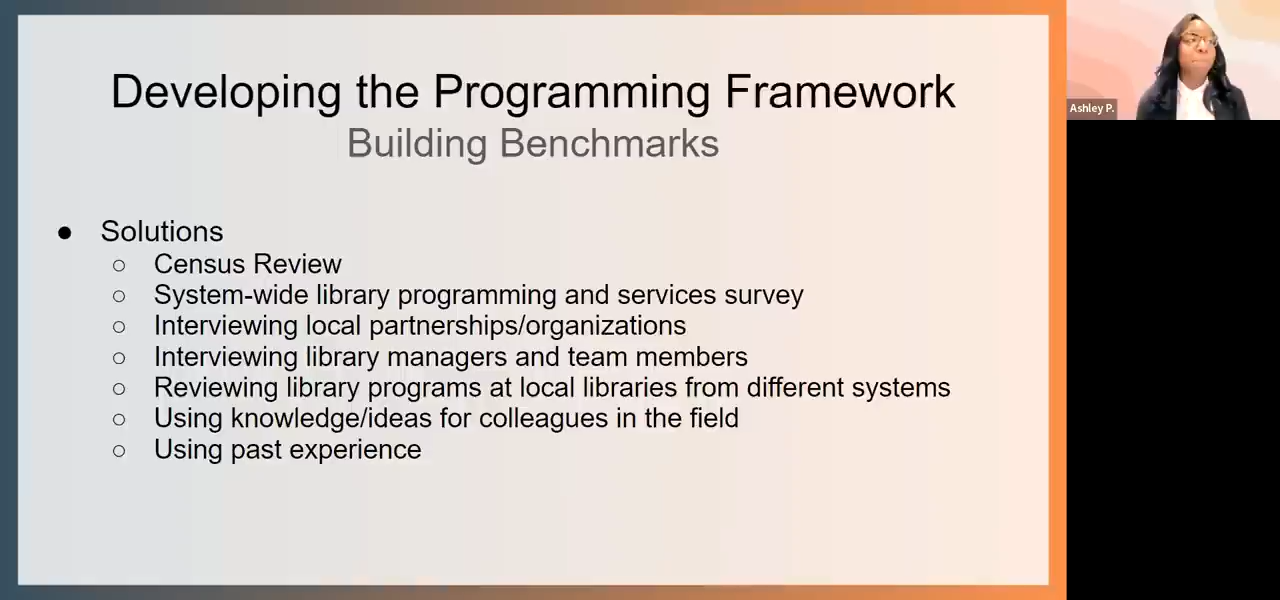 Developing the Programming Framework
Building Benchmarks
● Solutions
○ Census Review
○ System-wide library programming and services survey
○ Interviewing local partnerships/organizations
○ Interviewing library managers and team members
○ Reviewing library programs at local libraries from different systems
○ Using knowledge/ideas for colleagues in the field
○ Using past experience
Ashley P.